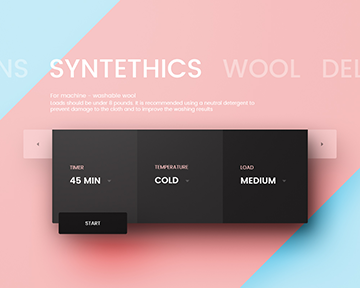 NS SYNTETHICS WOOL DEL
For machine - washable wool
Loads should be under 8 pounds. It is recommended using a neutral detergent to
prevent damage to the cloth and to improve the washing results
TIMER TEMPERATURE LOAD
45 MIN COLD MEDIUM
START